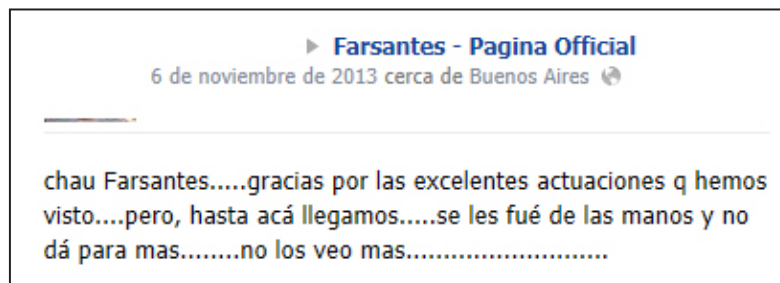 Farsantes - Pagina Official
6 de noviembre de 2013 cerca de Buenos Aires
chau Farsantes.....gracias por las excelentes actuaciones q hemos
visto....pero, hasta acá llegamos.....se les fué de las manos y no
dá para mas........no los veo mas..........................